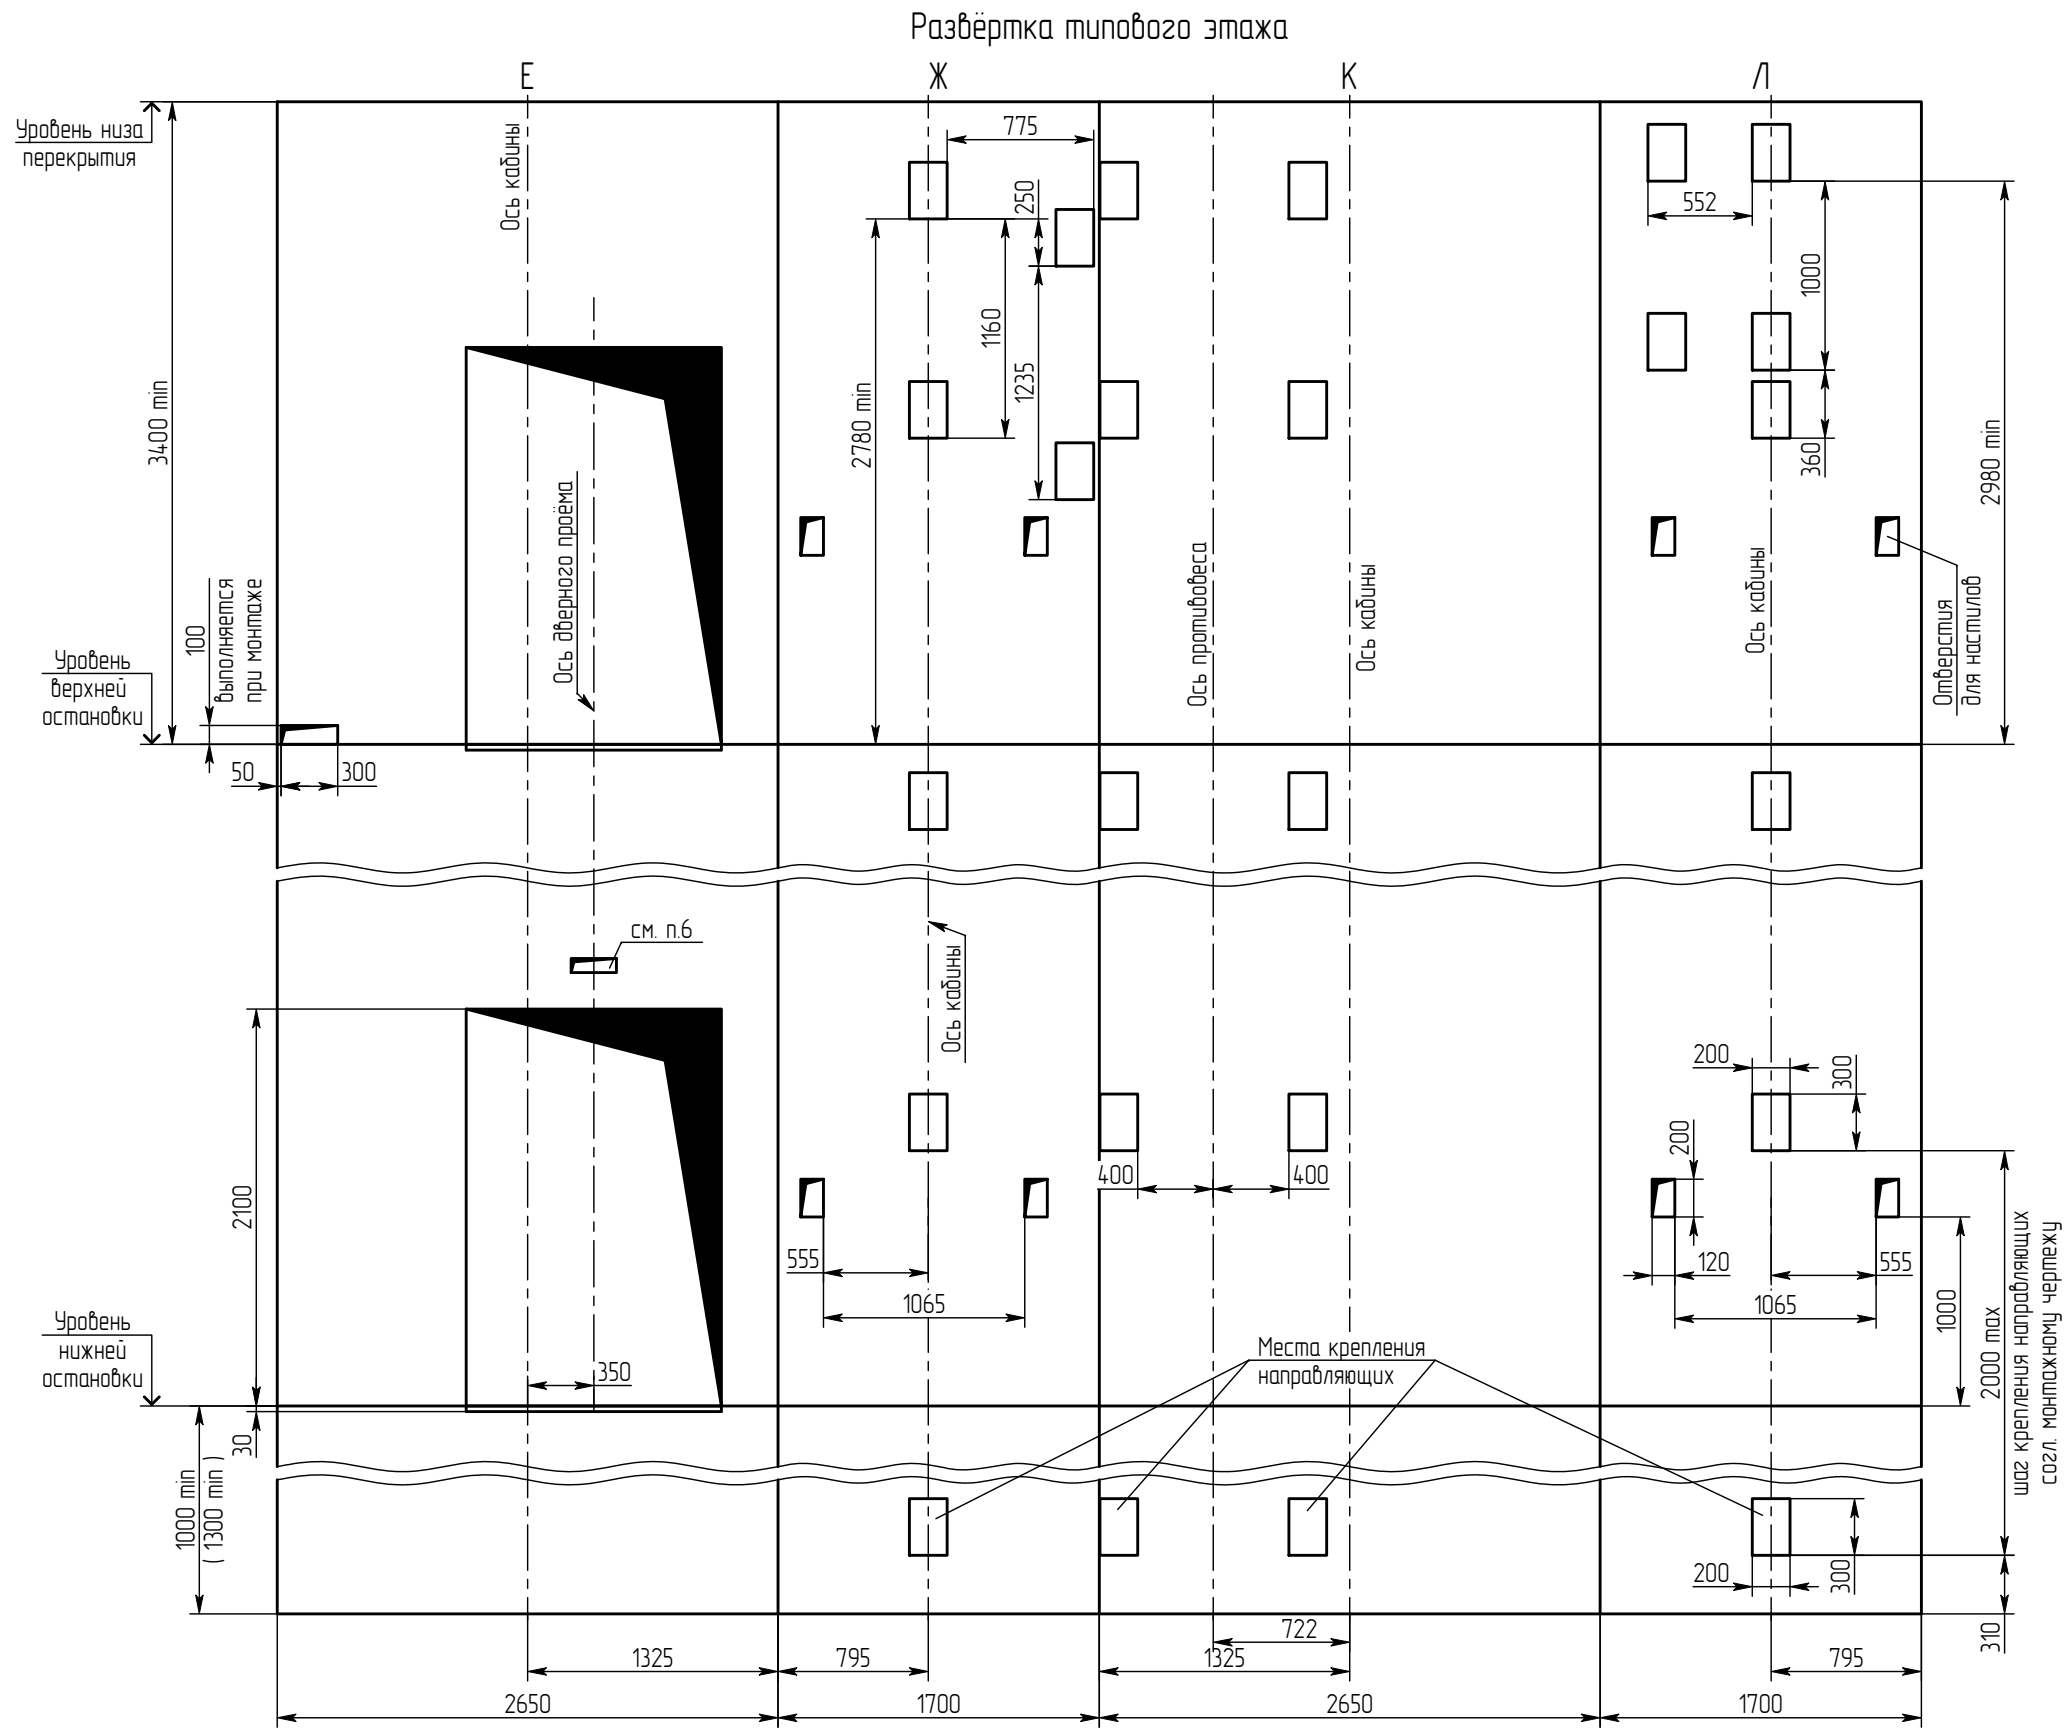 Развёртка типового этажа
Е
Ж
К
Л
Уровень низа
перекрытия
Ось кабины
775
250
552
1000
1160
1235
2780 min
3400 min
360
2980 min
Ось дверного проёма
Ось противовеса
Ось кабины
Ось кабины
Отверстия
для настилов
100
выполняется
при монтаже
Уровень
верхней
остановки
50
300
см. п.6
Ось кабины
200
300
200
400
400
2100
555
1065
120
555
1065
1000
2000 max
шаг крепления направляющих
согл. монтажному чертежу
Уровень
нижней
остановки
350
Места крепления
направляющих
30
1000 min
( 1300 min )
200
300
310
722
1325
795
1325
795
2650
1700
2650
1700